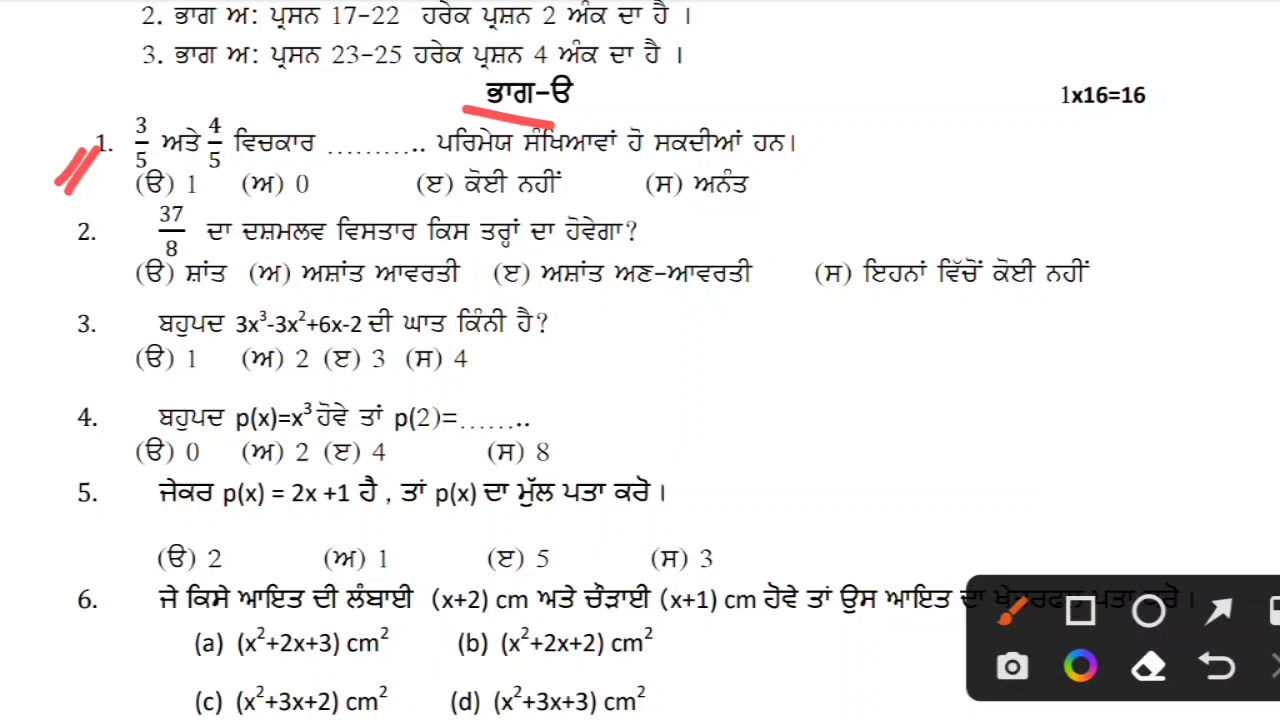 2. ਭਾਗ ਅ: ਪ੍ਰਸਨ 17-22 ਹਰੇਕ ਪ੍ਰਸ਼ਨ 2 ਅੰਕ ਦਾ ਹੈ ।
3. ਭਾਗ ਅ: ਪ੍ਰਸਨ 23-25 ਹਰੇਕ ਪ੍ਰਸ਼ਨ 4 ਅੰਕ ਦਾ ਹੈ ।
ਭਾਗ-ੳ 1x16=16
1. 3/5 ਅਤੇ 4/5 ਵਿਚਕਾਰ ........... ਪਰਿਮੇਯ ਸੰਖਿਆਵਾਂ ਹੋ ਸਕਦੀਆਂ ਹਨ।
(ੳ) 1 (ਅ) 0 (ੲ) ਕੋਈ ਨਹੀਂ (ਸ) ਅਨੰਤ
2. 37/8 ਦਾ ਦਸ਼ਮਲਵ ਵਿਸਤਾਰ ਕਿਸ ਤਰ੍ਹਾਂ ਦਾ ਹੋਵੇਗਾ?
(ੳ) ਸ਼ਾਂਤ (ਅ) ਅਸ਼ਾਂਤ ਆਵਰਤੀ (ੲ) ਅਸ਼ਾਂਤ ਅਣ-ਆਵਰਤੀ (ਸ) ਇਹਨਾਂ ਵਿੱਚੋਂ ਕੋਈ ਨਹੀਂ
3. ਬਹੁਪਦ 3x³-3x²+6x-2 ਦੀ ਘਾਤ ਕਿੰਨੀ ਹੈ?
(ੳ) 1 (ਅ) 2 (ੲ) 3 (ਸ) 4
4. ਬਹੁਪਦ p(x)=x³ ਹੋਵੇ ਤਾਂ p(2)=........
(ੳ) 0 (ਅ) 2 (ੲ) 4 (ਸ) 8
5. ਜੇਕਰ p(x) = 2x +1 ਹੈ , ਤਾਂ p(x) ਦਾ ਮੁੱਲ ਪਤਾ ਕਰੋ ।
(ੳ) 2 (ਅ) 1 (ੲ) 5 (ਸ) 3
6. ਜੇ ਕਿਸੇ ਆਇਤ ਦੀ ਲੰਬਾਈ (x+2) cm ਅਤੇ ਚੌੜਾਈ (x+1) cm ਹੋਵੇ ਤਾਂ ਉਸ ਆਇਤ ਦਾ ਖੇਤਰਫਲ ਪਤਾ ਕਰੋ ।
(a) (x²+2x+3) cm² (b) (x²+2x+2) cm²
(c) (x²+3x+2) cm² (d) (x²+3x+3) cm²